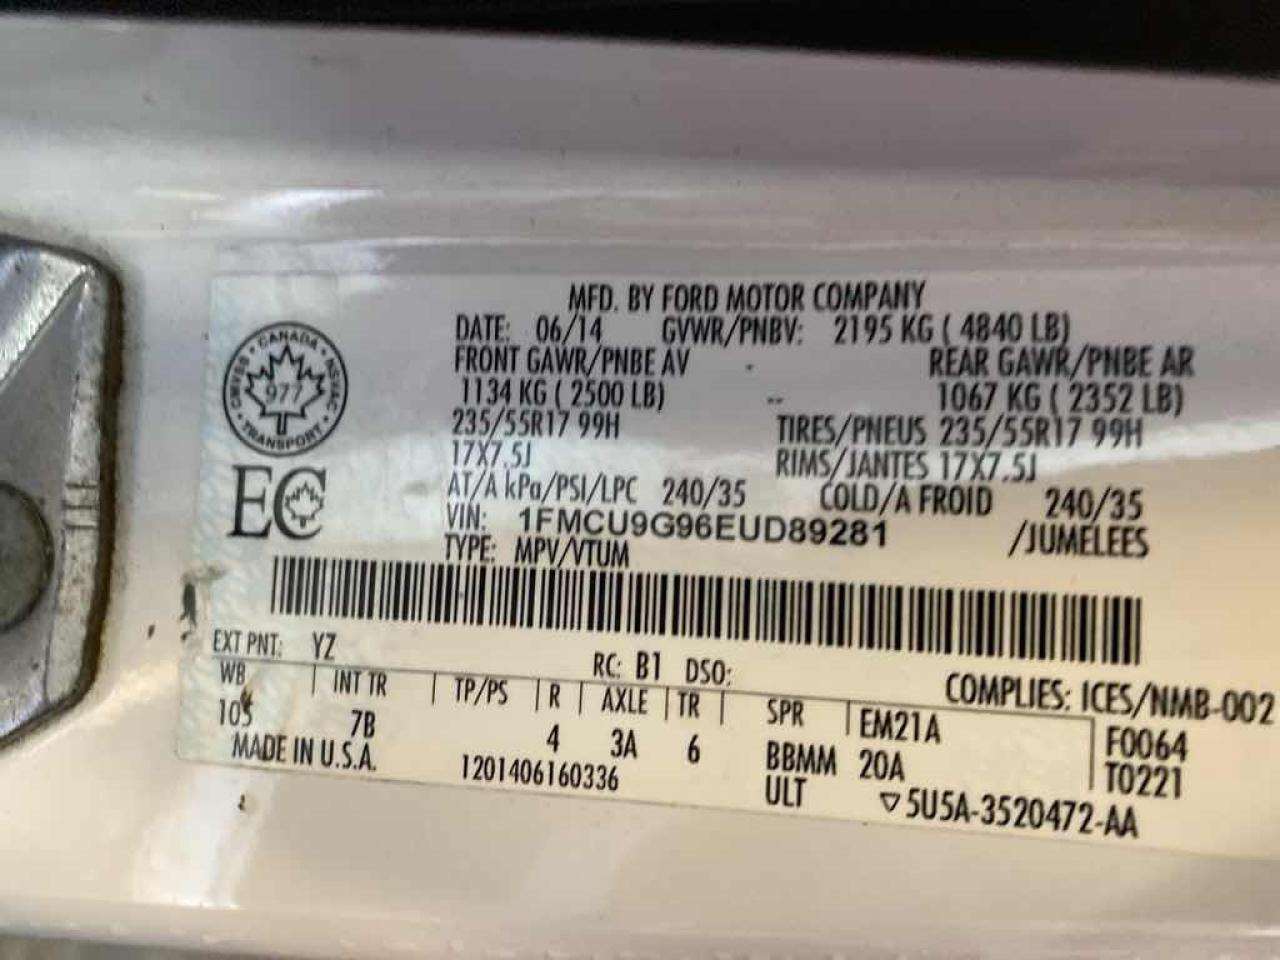 MFD. BY FORD MOTOR COMPANY
DATE: 06/14 GVWR/PNBV: 2195 KG ( 4840 LB)
FRONT GAWR/PNBE AV REAR GAWR/PNBE AR
1134 KG ( 2500 LB) -- 1067 KG ( 2352 LB)
235/55R17 99H TIRES/PNEUS 235/55R17 99H
17X7.5J RIMS/JANTES 17X7.5J
AT/A kPa/PSI/LPC 240/35 COLD/A FROID 240/35
VIN: 1FMCU9G96EUD89281 /JUMELEES
TYPE: MPV/VTUM
CANADA
977
TRANSPORT
EC
EXT PNT: YZ RC: B1 DSO:
COMPLIES: ICES/NMB-002
WB INT TR TP/PS R AXLE TR SPR EM21A F0064
105 7B 4 3A 6 BBMM 20A T0221
MADE IN U.S.A. 1201406160336 ULT ▽5U5A-3520472-AA